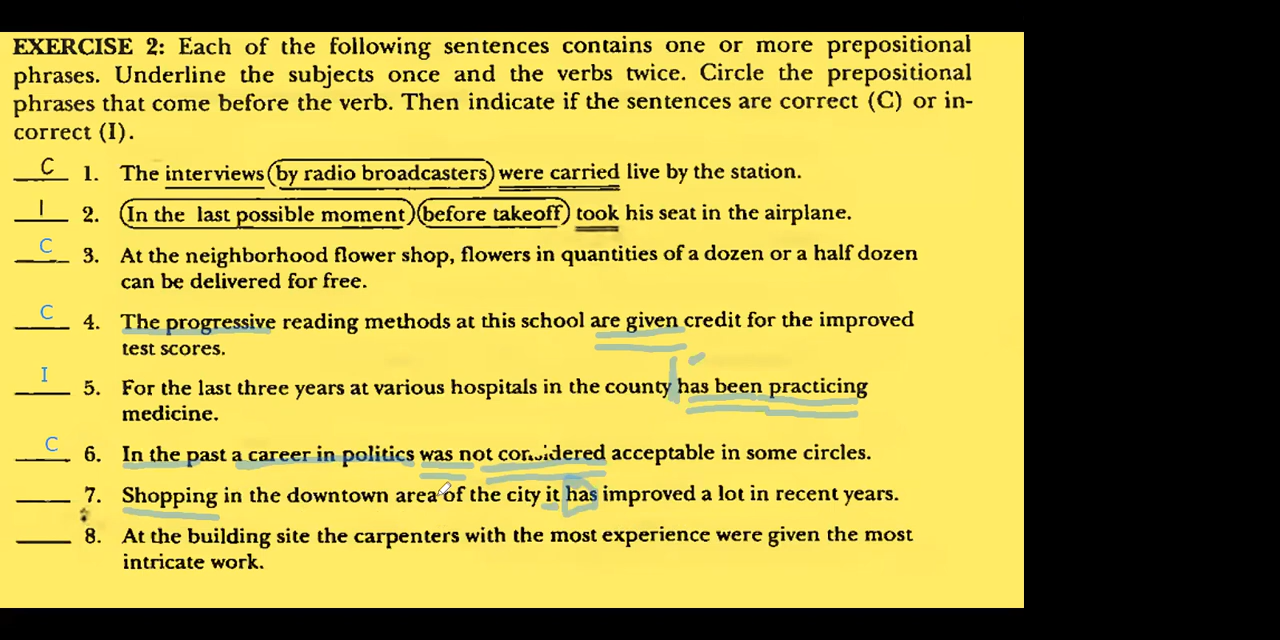 EXERCISE 2: Each of the following sentences contains one or more prepositional
phrases. Underline the subjects once and the verbs twice. Circle the prepositional
phrases that come before the verb. Then indicate if the sentences are correct (C) or in-
correct (I).
C 1. The interviews by radio broadcasters were carried live by the station.
I 2. In the last possible moment before takeoff took his seat in the airplane.
C 3. At the neighborhood flower shop, flowers in quantities of a dozen or a half dozen
can be delivered for free.
C 4. The progressive reading methods at this school are given credit for the improved
test scores.
I 5. For the last three years at various hospitals in the county has been practicing
medicine.
C 6. In the past a career in politics was not considered acceptable in some circles.
7. Shopping in the downtown area of the city it has improved a lot in recent years.
8. At the building site the carpenters with the most experience were given the most
intricate work.